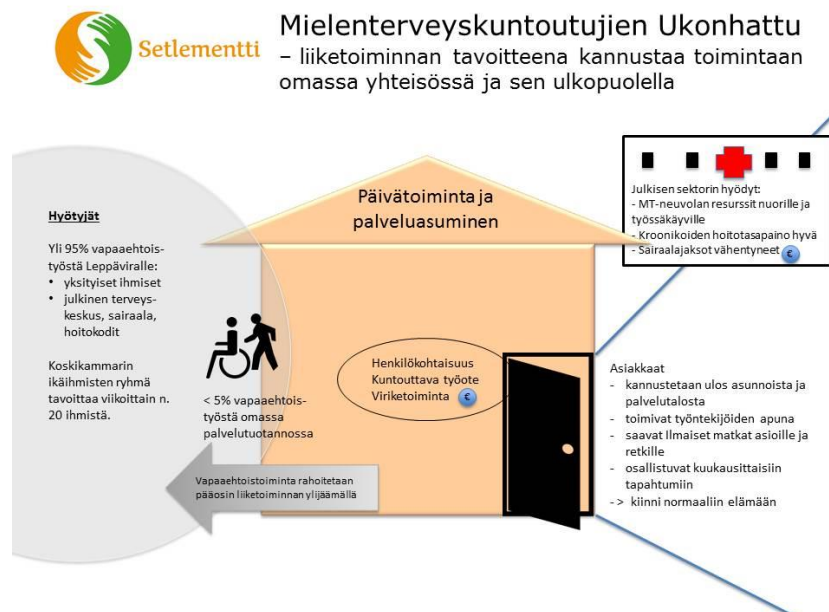 Setlementti
Mielenterveyskuntoutujien Ukonhattu
– liiketoiminnan tavoitteena kannustaa toimintaan
omassa yhteisössä ja sen ulkopuolella
Hyötyjät
Yli 95% vapaaehtois-
työstä Leppäviralle:
• yksityiset ihmiset
• julkinen terveys-
keskus, sairaala,
hoitokodit
Koskikammarin
ikäihmisten ryhmä
tavoittaa viikoittain n.
20 ihmistä.
< 5% vapaaehtois-
työstä omassa
palvelutuotannossa
Vapaaehtoistoiminta rahoitetaan
pääosin liiketoiminnan ylijäämällä
Päivätoiminta ja
palveluasuminen
Henkilökohtaisuus
Kuntouttava työote
Viriketoiminta €
Julkisen sektorin hyödyt:
- MT-neuvolan resurssit nuorille ja
työssäkäyville
- Kroonikoiden hoitotasapaino hyvä
- Sairaalajaksot vähentyneet €
Asiakkaat
- kannustetaan ulos asunnoista ja
palvelutalosta
- toimivat työntekijöiden apuna
- saavat Ilmaiset matkat asioille ja
retkille
- osallistuvat kuukausittaisiin
tapahtumiin
-> kiinni normaaliin elämään